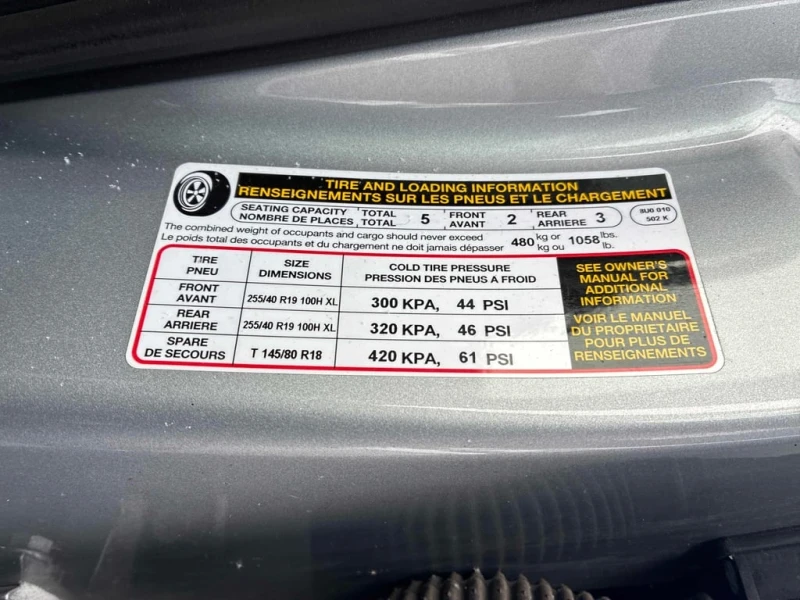 TIRE AND LOADING INFORMATION
RENSEIGNEMENTS SUR LES PNEUS ET LE CHARGEMENT
SEATING CAPACITY TOTAL 5 FRONT 2 REAR 3
NOMBRE DE PLACES TOTAL AVANT ARRIERE
8U0 010
502 K
The combined weight of occupants and cargo should never exceed 480 kg or 1058 lbs.
Le poids total des occupants et du chargement ne doit jamais dépasser kg ou lb.
TIRE SIZE COLD TIRE PRESSURE
PNEU DIMENSIONS PRESSION DES PNEUS A FROID
FRONT
AVANT 255/40 R19 100H XL 300 KPA, 44 PSI
REAR
ARRIERE 255/40 R19 100H XL 320 KPA, 46 PSI
SPARE
DE SECOURS T 145/80 R18 420 KPA, 61 PSI
SEE OWNER'S
MANUAL FOR
ADDITIONAL
INFORMATION
VOIR LE MANUEL
DU PROPRIETAIRE
POUR PLUS DE
RENSEIGNEMENTS